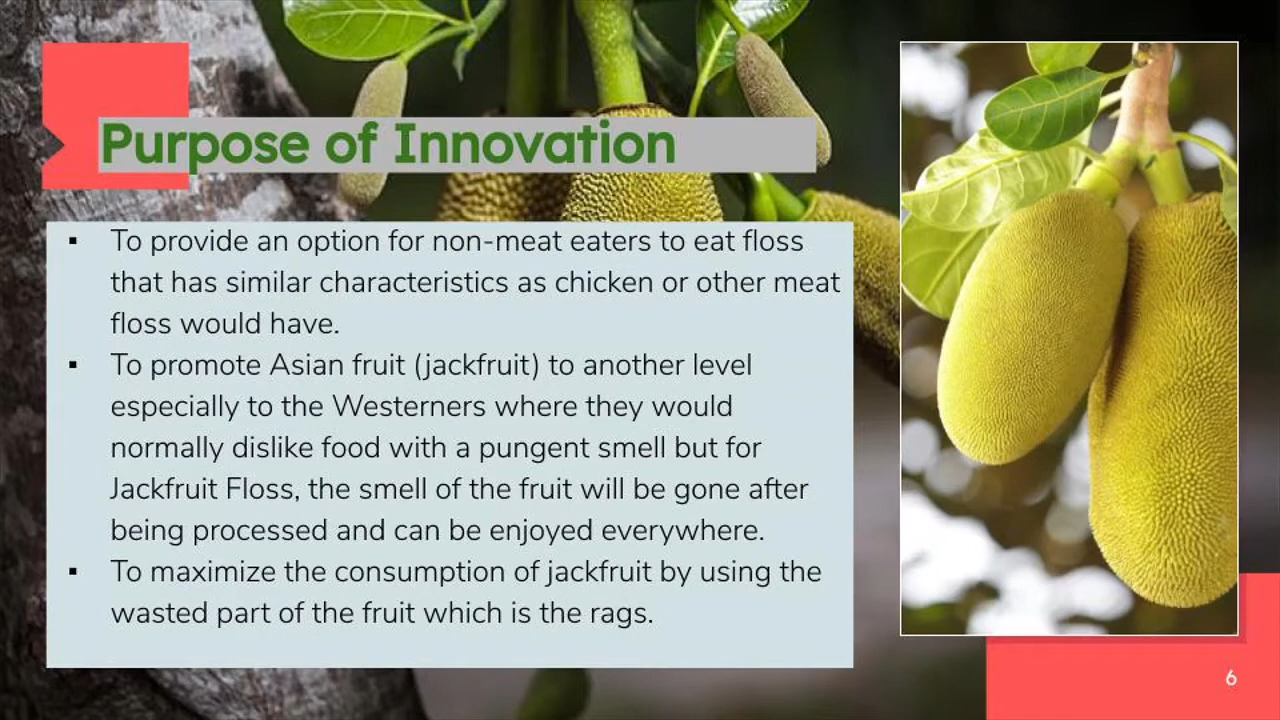 Purpose of Innovation
▪ To provide an option for non-meat eaters to eat floss
that has similar characteristics as chicken or other meat
floss would have.
▪ To promote Asian fruit (jackfruit) to another level
especially to the Westerners where they would
normally dislike food with a pungent smell but for
Jackfruit Floss, the smell of the fruit will be gone after
being processed and can be enjoyed everywhere.
▪ To maximize the consumption of jackfruit by using the
wasted part of the fruit which is the rags.
6